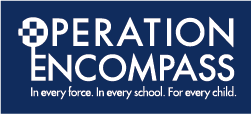 OPERATION
ENCOMPASS
In every force. In every school. For every child.